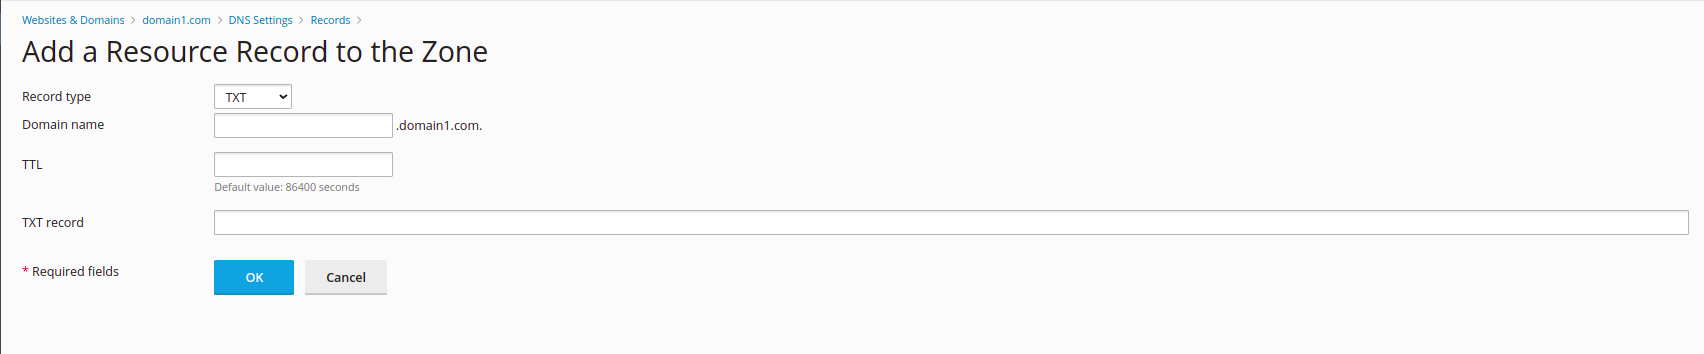 Websites & Domains > domain1.com > DNS Settings > Records >
Add a Resource Record to the Zone
Record type TXT
Domain name .domain1.com.
TTL
Default value: 86400 seconds
TXT record
* Required fields OK Cancel